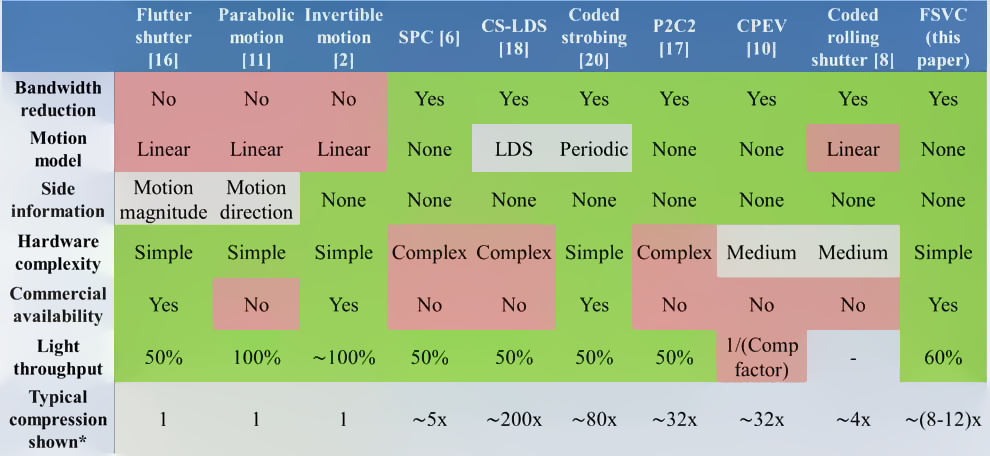 Flutter shutter [16] Parabolic motion [11] Invertible motion [2] SPC [6] CS-LDS [18] Coded strobing [20] P2C2 [17] CPEV [10] Coded rolling shutter [8] FSVC (this paper)
Bandwidth reduction No No No Yes Yes Yes Yes Yes Yes Yes
Motion model Linear Linear Linear None LDS Periodic None None Linear None
Side information Motion magnitude Motion direction None None None None None None None None
Hardware complexity Simple Simple Simple Complex Complex Simple Complex Medium Medium Simple
Commercial availability Yes No Yes No No Yes No No No Yes
Light throughput 50% 100% ~100% 50% 50% 50% 50% 1/(Comp factor) - 60%
Typical compression shown* 1 1 1 ~5x ~200x ~80x ~32x ~32x ~4x ~(8-12)x